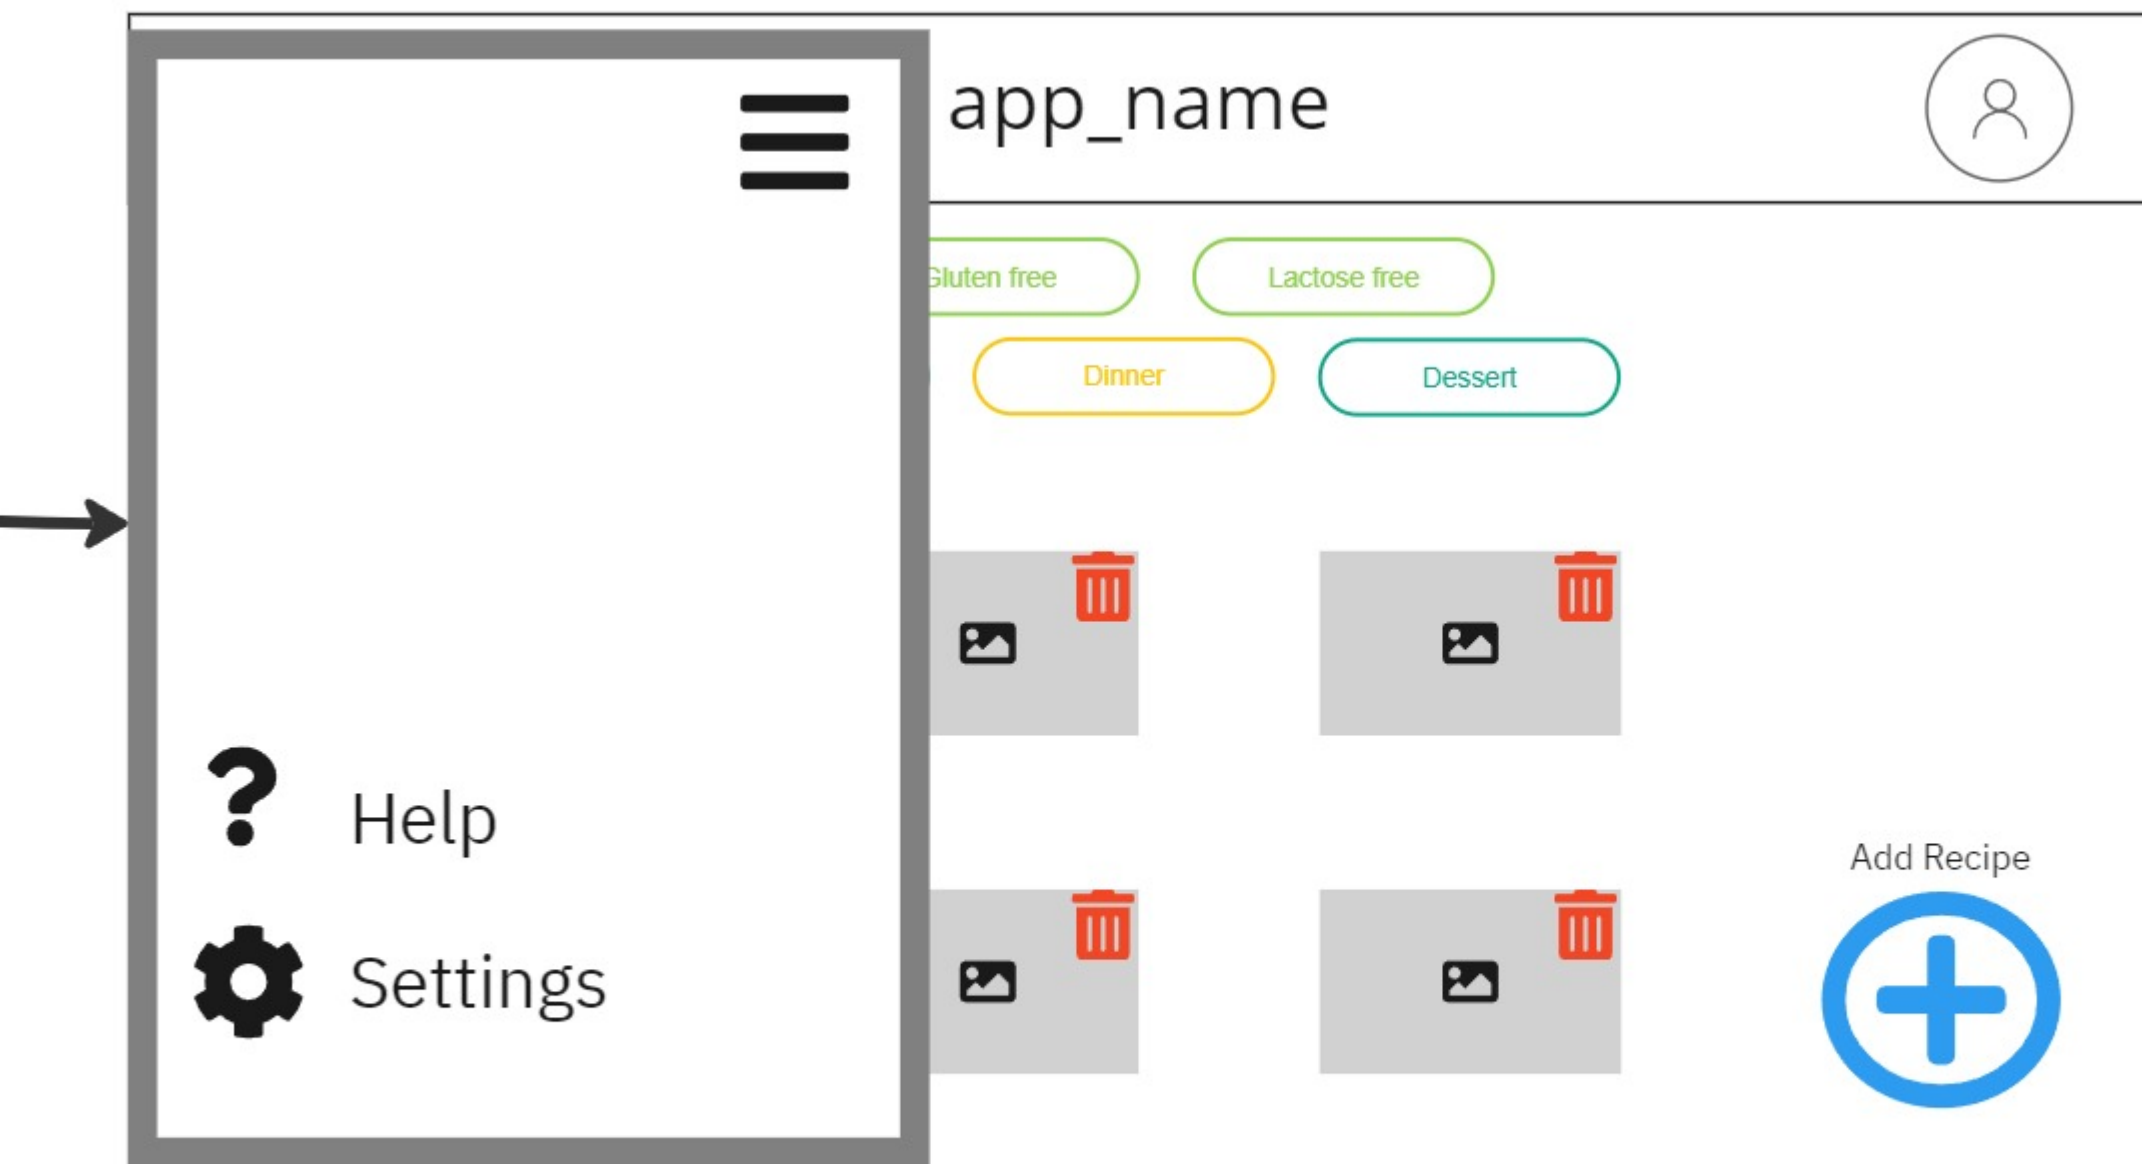 app_name
Gluten free
Lactose free
Dinner
Dessert
Help
Settings
Add Recipe